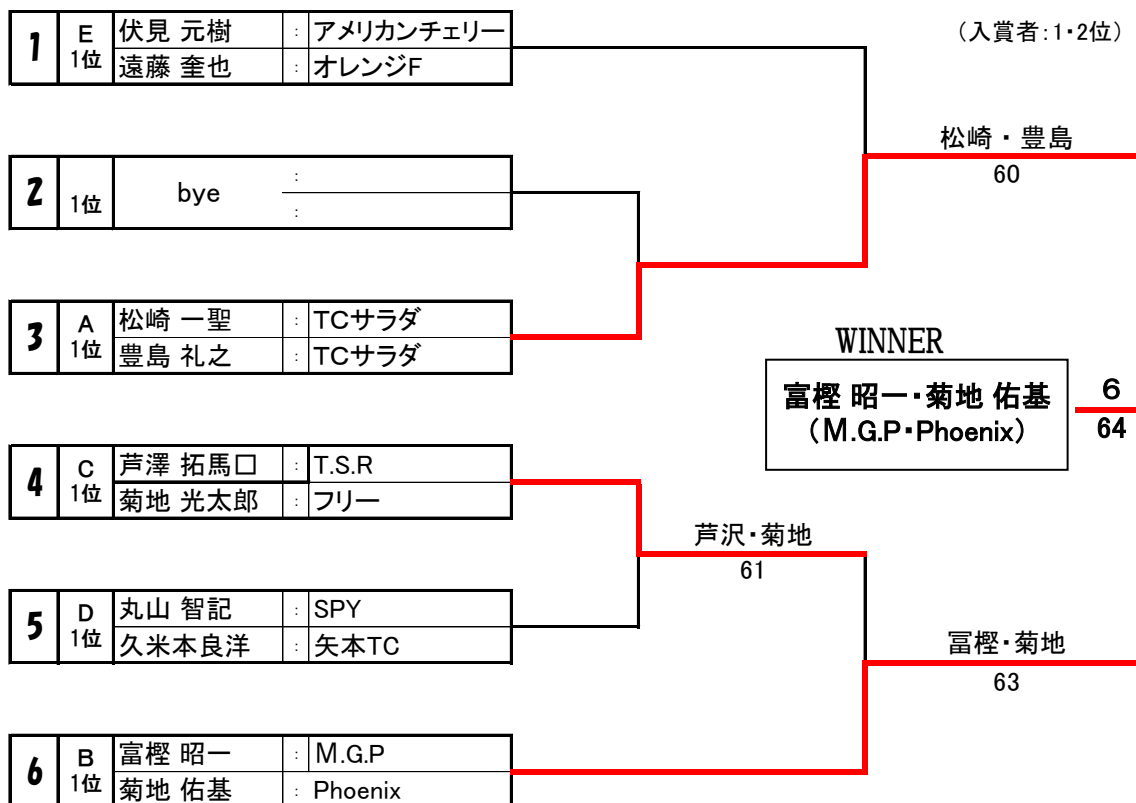 (入賞者:1・2位)
1 E 1位 伏見 元樹 : アメリカンチェリー
遠藤 奎也 : オレンジF
松崎・豊島
60
2 1位 bye :
:
3 A 1位 松崎 一聖 : TCサラダ
豊島 礼之 : TCサラダ
WINNER
富樫 昭一・菊地 佑基
(M.G.P・Phoenix)
6
64
4 C 1位 芦澤 拓馬□ : T.S.R
菊地 光太郎 : フリー
芦沢・菊地
61
5 D 1位 丸山 智記 : SPY
久米本良洋 : 矢本TC
冨樫・菊地
63
6 B 1位 富樫 昭一 : M.G.P
菊地 佑基 : Phoenix